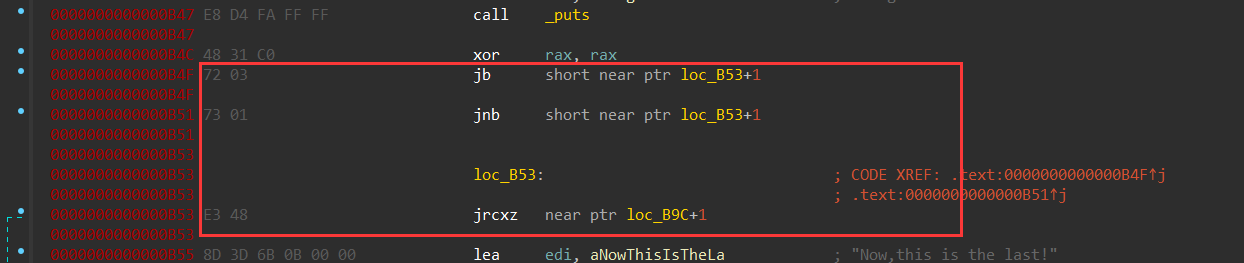 0000000000000B47 E8 D4 FA FF FF call _puts
0000000000000B47
0000000000000B4C 48 31 C0 xor rax, rax
0000000000000B4F 72 03 jb short near ptr loc_B53+1
0000000000000B4F
0000000000000B51 73 01 jnb short near ptr loc_B53+1
0000000000000B51
0000000000000B53
0000000000000B53 loc_B53: ; CODE XREF: .text:0000000000000B4F↑j
0000000000000B53 ; .text:0000000000000B51↑j
0000000000000B53 E3 48 jrcxz near ptr loc_B9C+1
0000000000000B53
0000000000000B55 8D 3D 6B 0B 00 00 lea edi, aNowThisIsTheLa ; "Now,this is the last!"